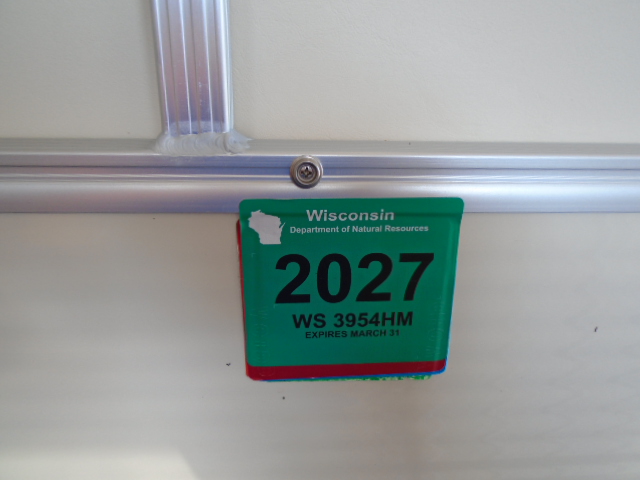 Wisconsin
Department of Natural Resources
2027
WS 3954HM
EXPIRES MARCH 31